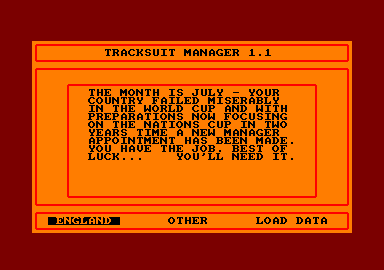 TRACKSUIT MANAGER 1.1
THE MONTH IS JULY - YOUR
COUNTRY FAILED MISERABLY
IN THE WORLD CUP AND WITH
PREPARATIONS NOW FOCUSING
ON THE NATIONS CUP IN TWO
YEARS TIME A NEW MANAGER
APPOINTMENT HAS BEEN MADE.
YOU HAVE THE JOB. BEST OF
LUCK... YOU'LL NEED IT.
ENGLAND OTHER LOAD DATA